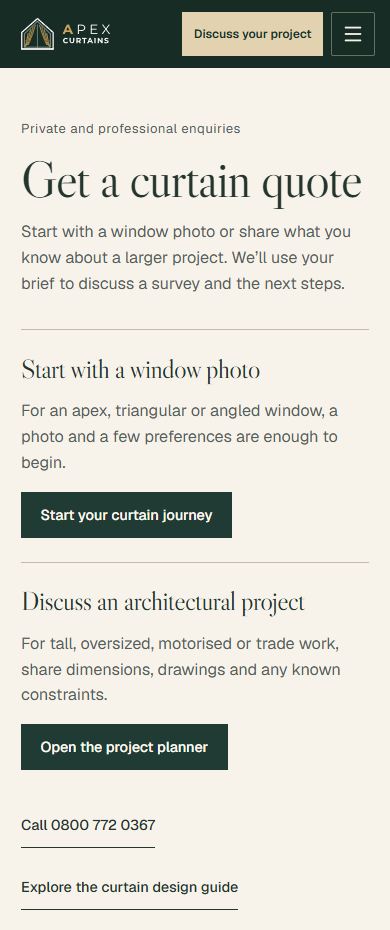 APEX
CURTAINS
Discuss your project
Private and professional enquiries
Get a curtain quote
Start with a window photo or share what you
know about a larger project. We’ll use your
brief to discuss a survey and the next steps.
Start with a window photo
For an apex, triangular or angled window, a
photo and a few preferences are enough to
begin.
Start your curtain journey
Discuss an architectural project
For tall, oversized, motorised or trade work,
share dimensions, drawings and any known
constraints.
Open the project planner
Call 0800 772 0367
Explore the curtain design guide